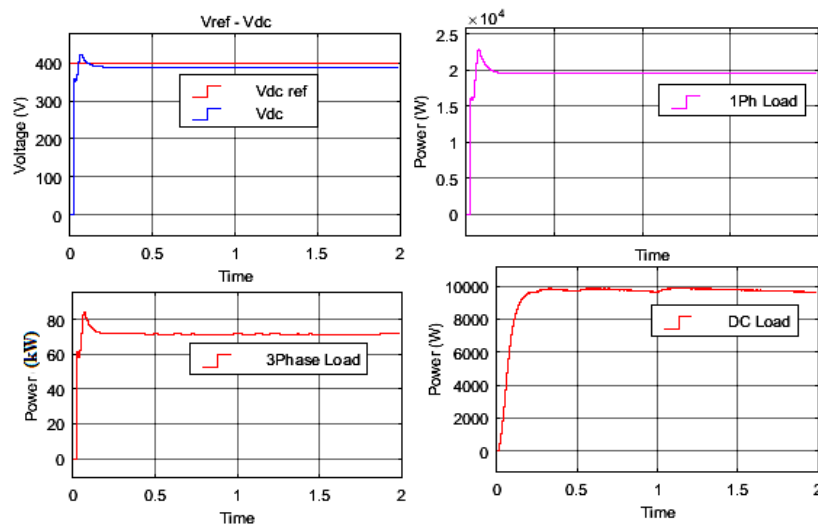 Vref - Vdc
Voltage (V)
400
300
200
100
0
Vdc ref
Vdc
0
0.5
1
1.5
2
Time
×10⁴
Power (W)
2.5
2
1.5
1
0.5
0
1Ph Load
Time
2
Power (kW)
80
60
40
20
0
3Phase Load
0
0.5
1
1.5
2
Time
Power (W)
10000
8000
6000
4000
2000
0
DC Load
0
0.5
1
1.5
2
Time